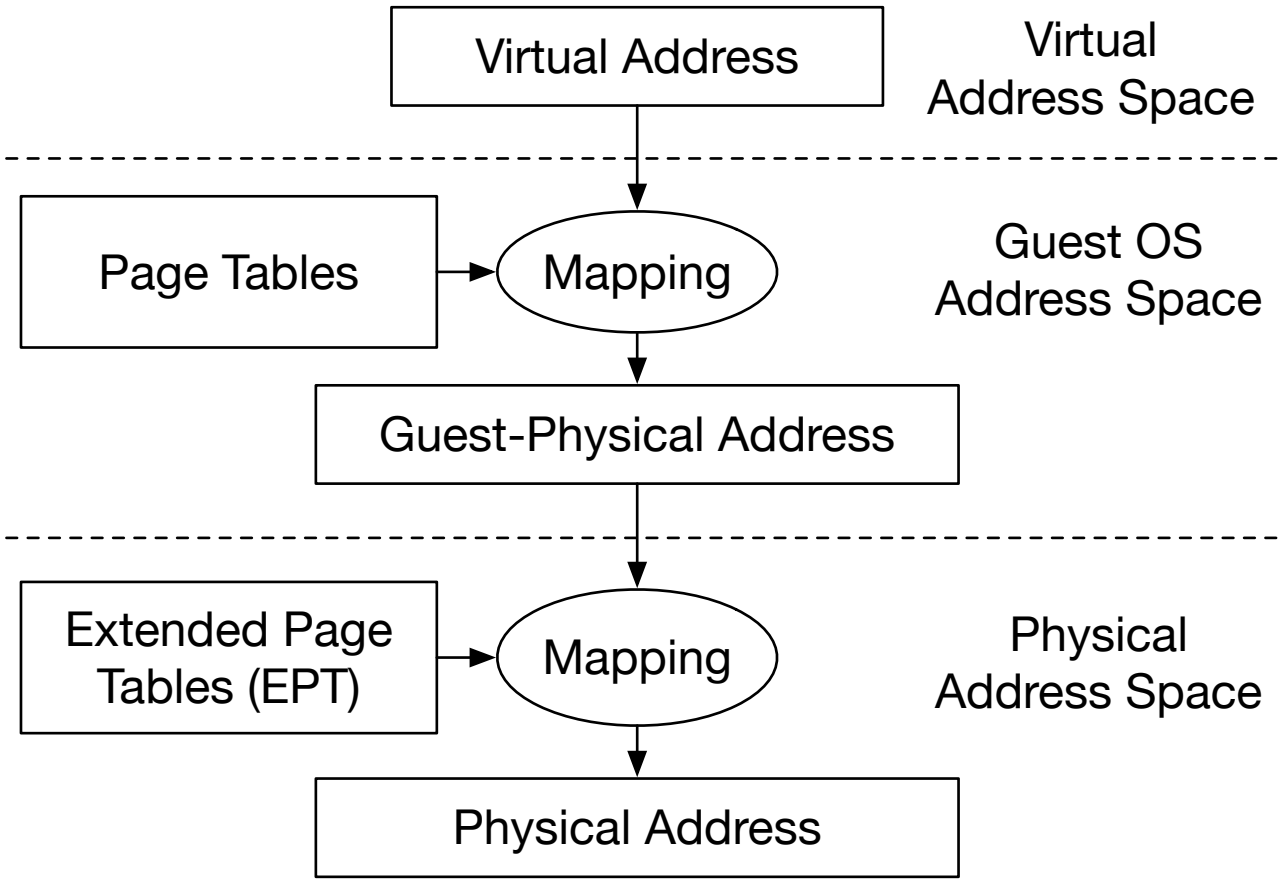 Virtual Address
Virtual
Address Space
Page Tables
Mapping
Guest OS
Address Space
Guest-Physical Address
Extended Page
Tables (EPT)
Mapping
Physical
Address Space
Physical Address